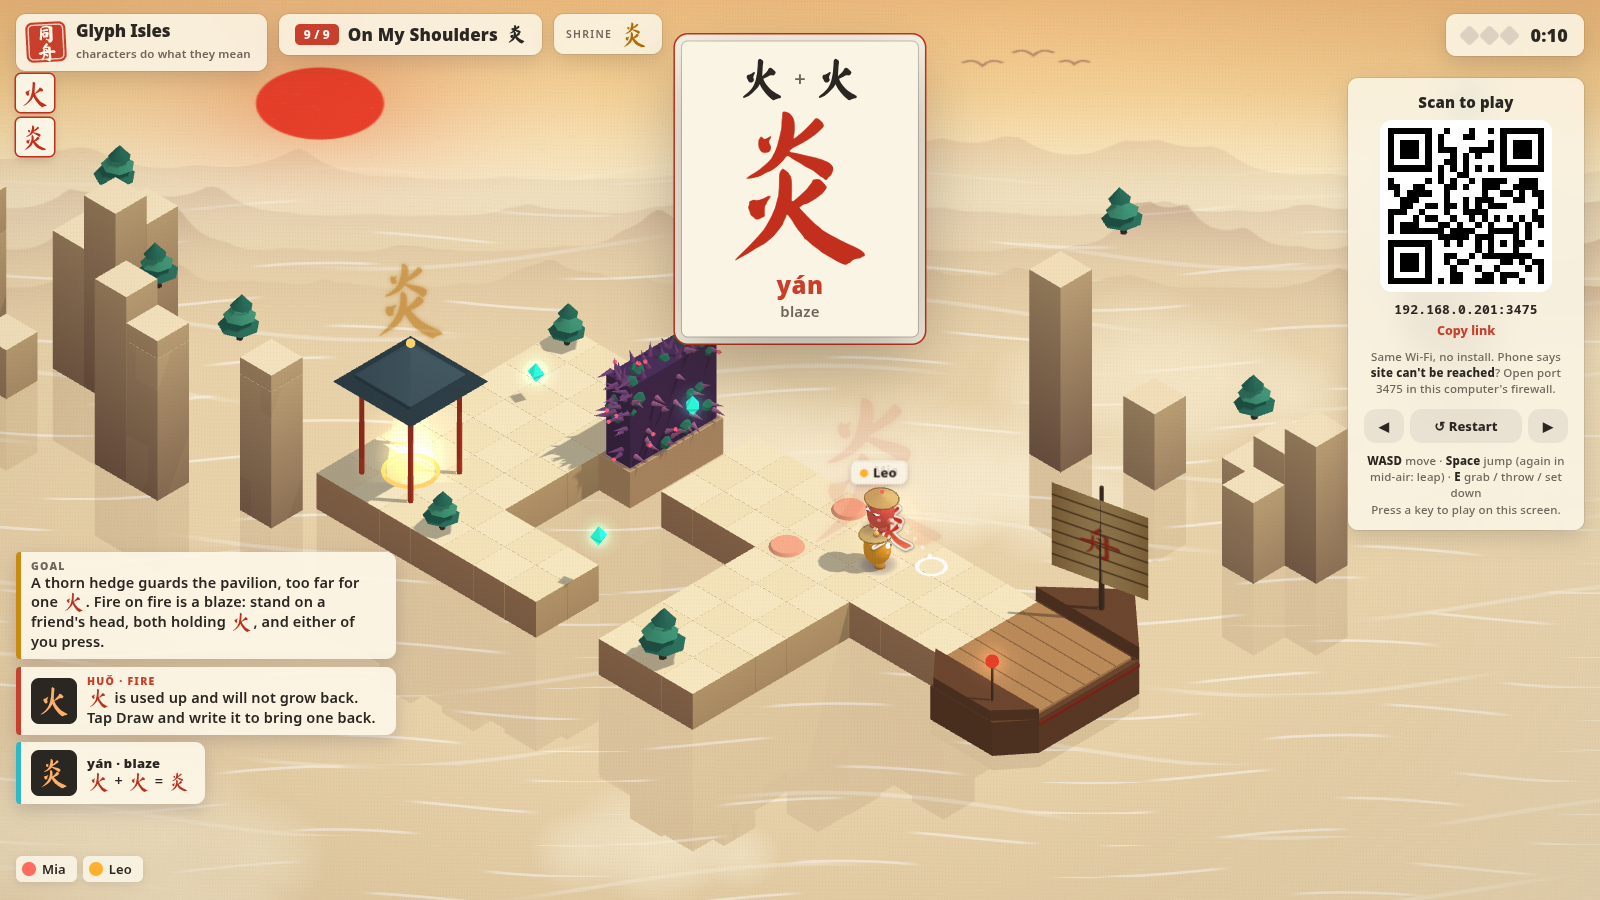 同舟
Glyph Isles
characters do what they mean
9 / 9 On My Shoulders 炎
SHRINE 炎
0:10
火
炎
火 + 火
炎
yán
blaze
炎
炎
Leo
舟
Scan to play
192.168.0.201:3475
Copy link
Same Wi-Fi, no install. Phone says
site can't be reached? Open port
3475 in this computer's firewall.
◀ ↺ Restart ▶
WASD move · Space jump (again in
mid-air: leap) · E grab / throw / set
down
Press a key to play on this screen.
GOAL
A thorn hedge guards the pavilion, too far for
one 火. Fire on fire is a blaze: stand on a
friend's head, both holding 火, and either of
you press.
火
HUǑ · FIRE
火 is used up and will not grow back.
Tap Draw and write it to bring one back.
炎
yán · blaze
火 + 火 = 炎
Mia Leo